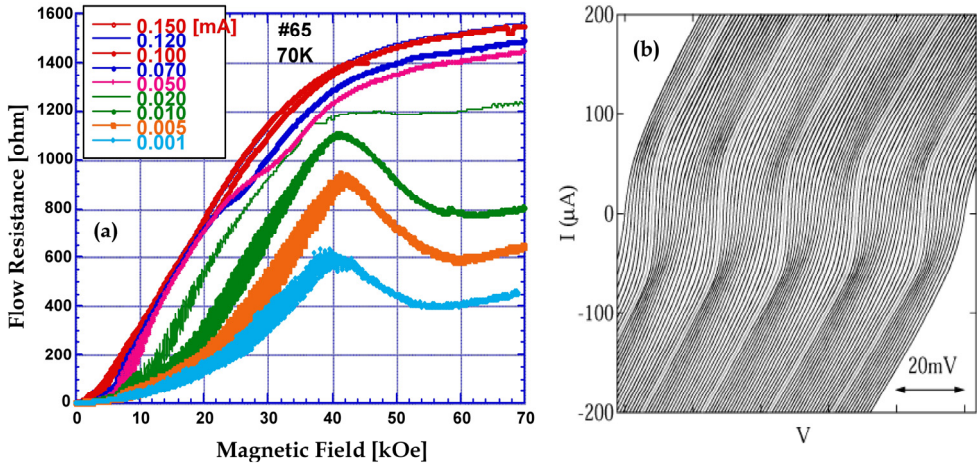 0.150 [mA]
0.120
0.100
0.070
0.050
0.020
0.010
0.005
0.001
#65
70K
(a)
1600
1400
1200
1000
800
600
400
200
0
0 10 20 30 40 50 60 70
Flow Resistance [ohm]
Magnetic Field [kOe]
(b)
200
100
0
-100
-200
I (μA)
20mV
V